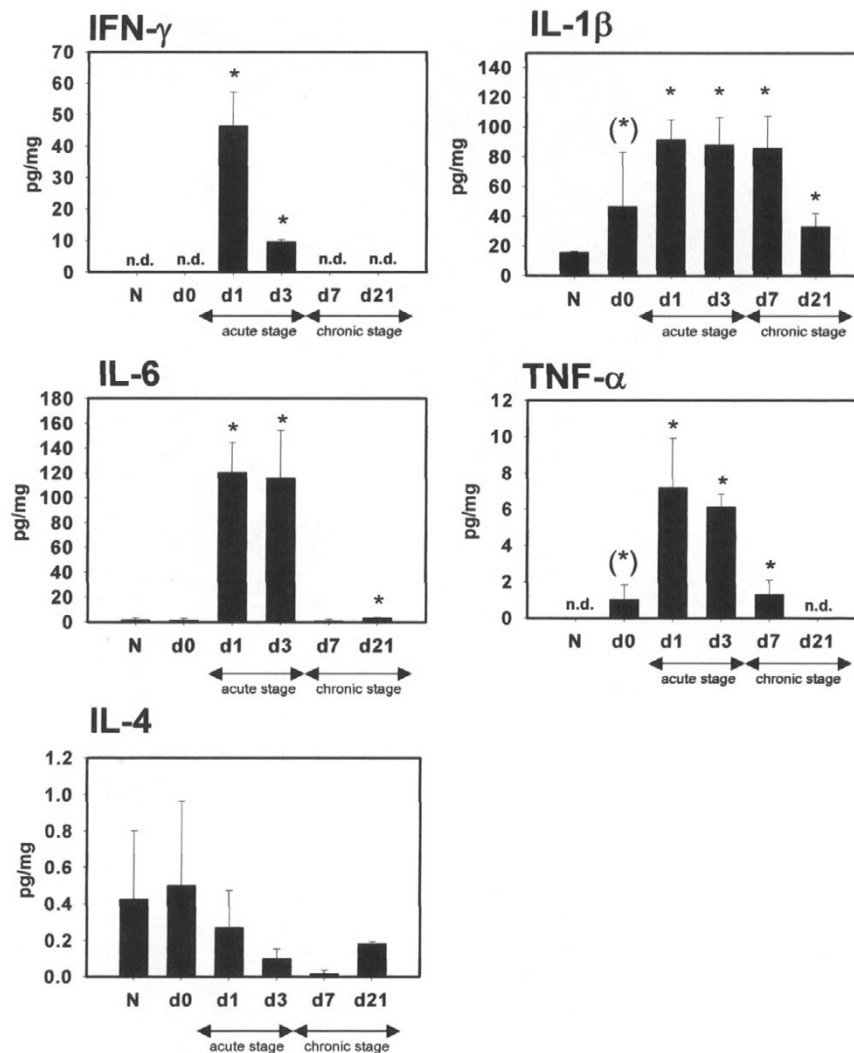 IFN-γ
70
60
50
40
30
20
10
0
pg/mg
*
*
n.d. n.d. n.d. n.d.
N d0 d1 d3 d7 d21
acute stage chronic stage
IL-1β
140
120
100
80
60
40
20
0
pg/mg
(*) * * * *
N d0 d1 d3 d7 d21
acute stage chronic stage
IL-6
180
160
140
120
100
80
60
40
20
0
pg/mg
* * *
N d0 d1 d3 d7 d21
acute stage chronic stage
TNF-α
12
10
8
6
4
2
0
pg/mg
n.d. (*) * * * n.d.
N d0 d1 d3 d7 d21
acute stage chronic stage
IL-4
1.2
1.0
0.8
0.6
0.4
0.2
0.0
pg/mg
N d0 d1 d3 d7 d21
acute stage chronic stage